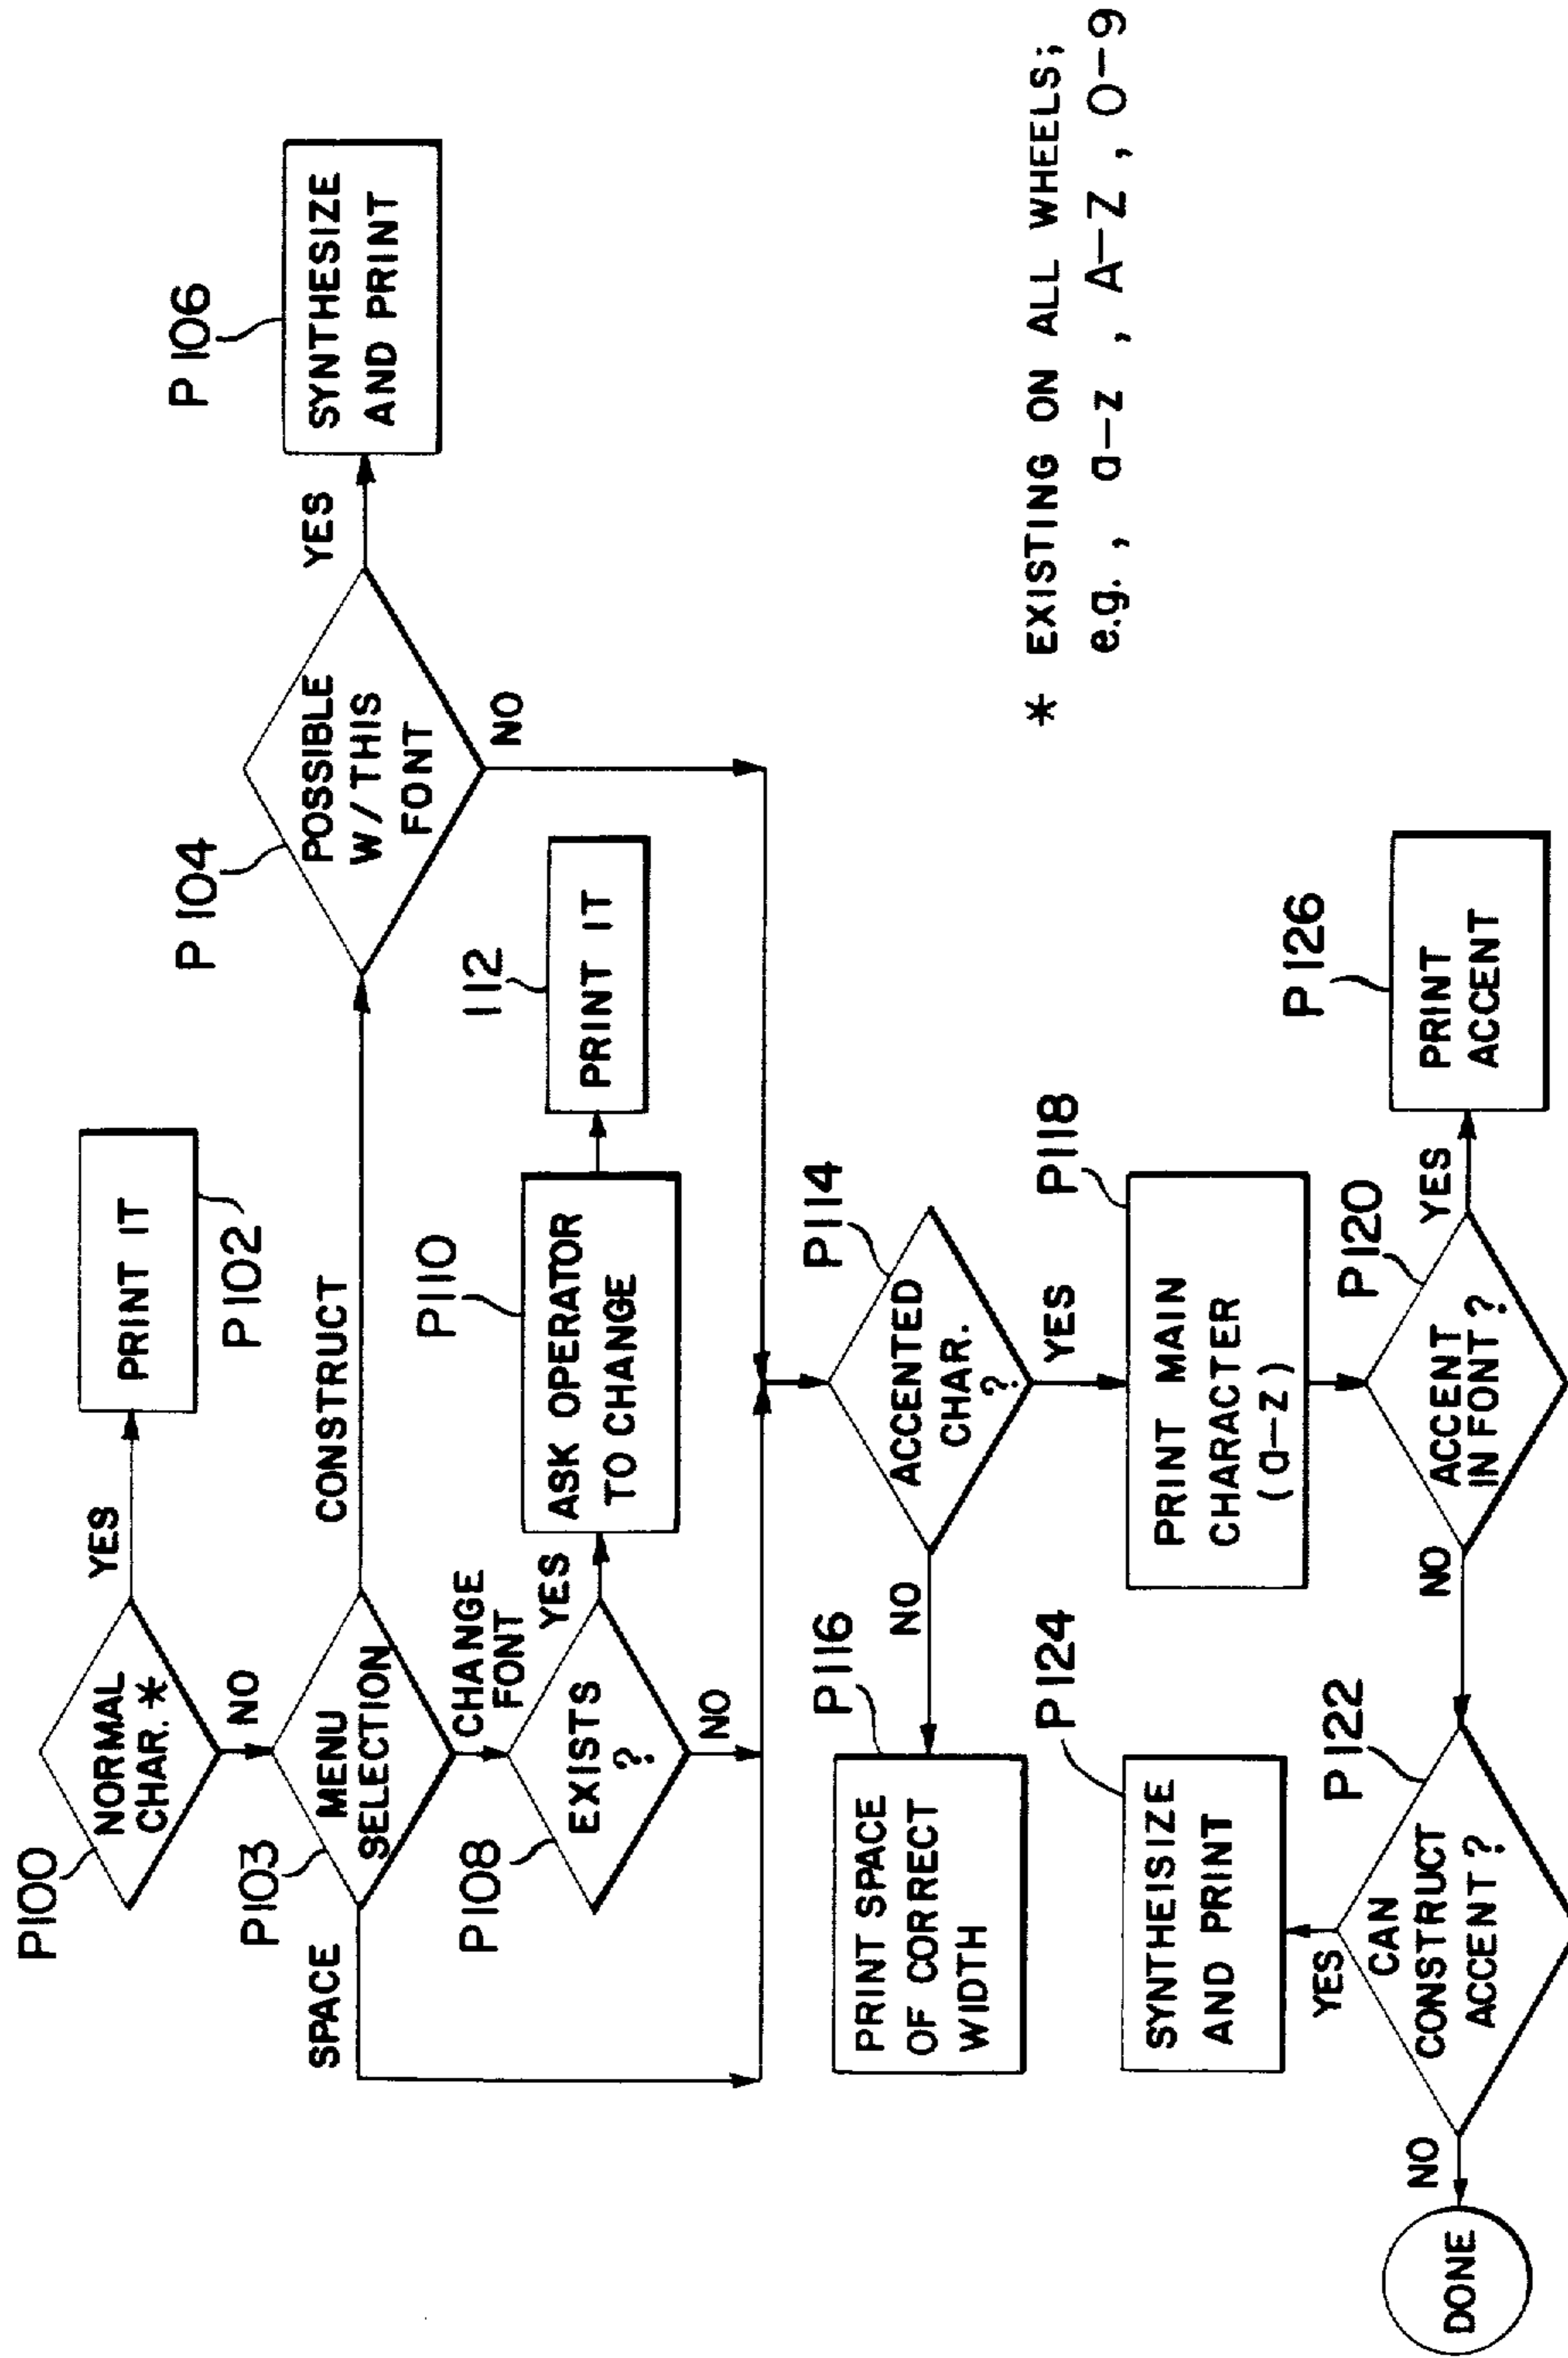 P100
NORMAL
CHAR. *
YES
PRINT IT
P102
NO
P103
MENU
SELECTION
SPACE
CONSTRUCT
P104
POSSIBLE
W/THIS
FONT
YES
P106
SYNTHESIZE
AND PRINT
NO
CHANGE
FONT
P108
EXISTS
?
YES
P110
ASK OPERATOR
TO CHANGE
112
PRINT IT
NO
P114
ACCENTED
CHAR.
?
NO
P116
PRINT SPACE
OF CORRECT
WIDTH
YES
P118
PRINT MAIN
CHARACTER
(a-z)
P120
ACCENT
IN FONT?
YES
P126
PRINT
ACCENT
NO
P122
CAN
CONSTRUCT
ACCENT?
YES
P124
SYNTHEISIZE
AND PRINT
NO
DONE
* EXISTING ON ALL WHEELS;
e.g., a-z, A-Z, 0-9